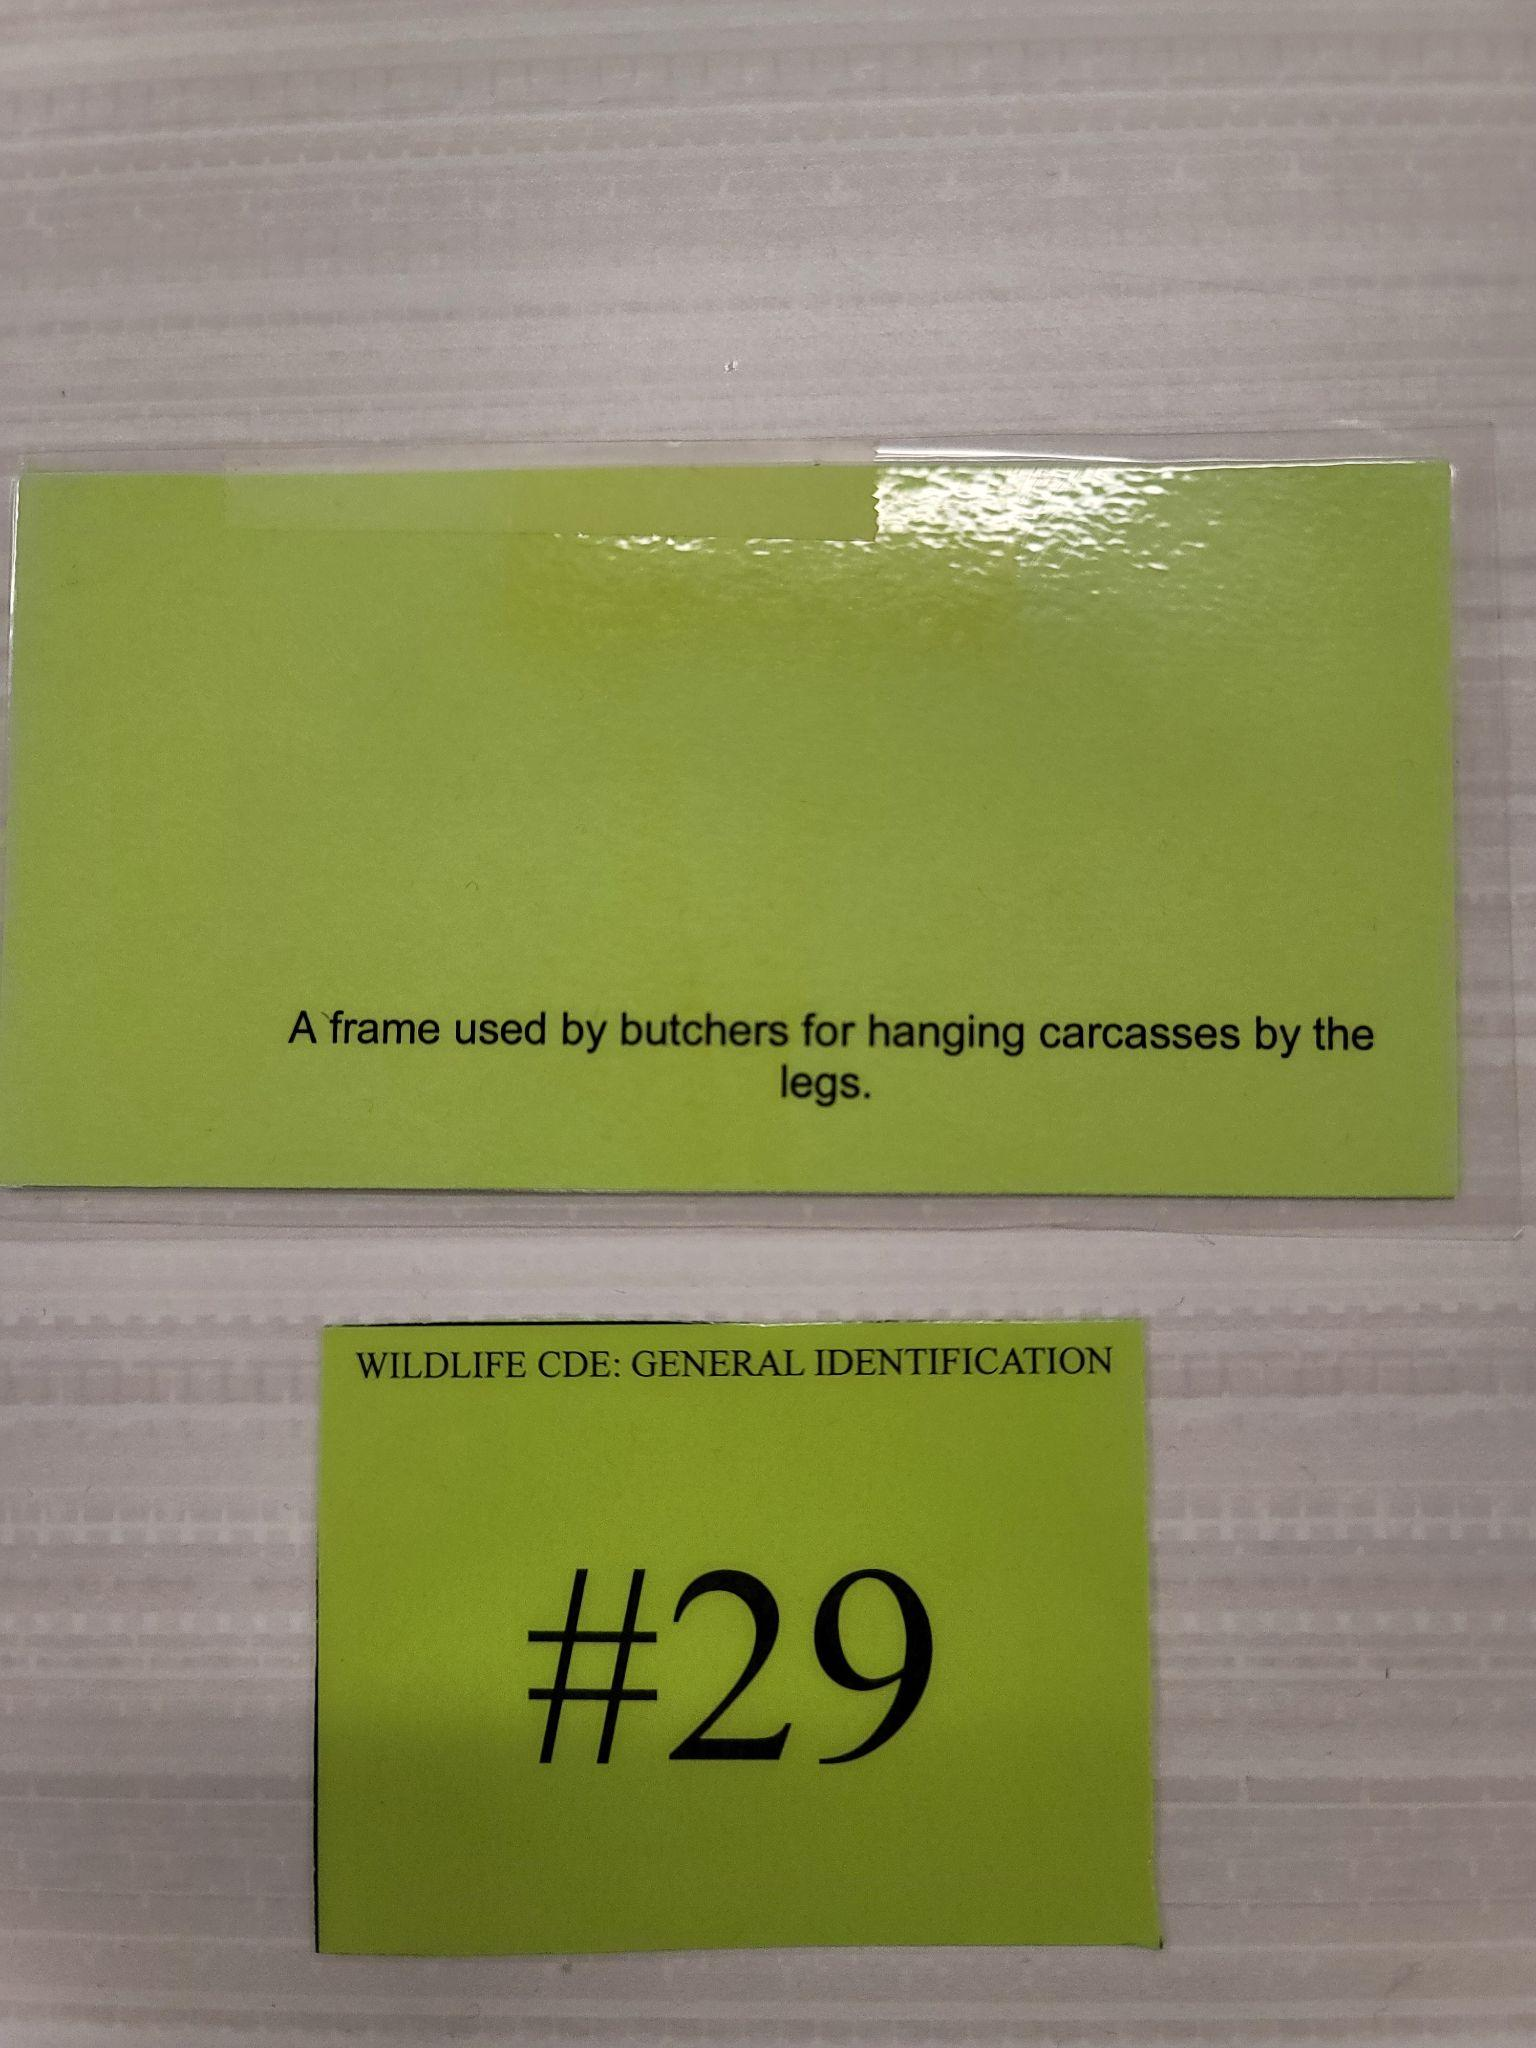 A frame used by butchers for hanging carcasses by the
legs.
WILDLIFE CDE: GENERAL IDENTIFICATION
#29